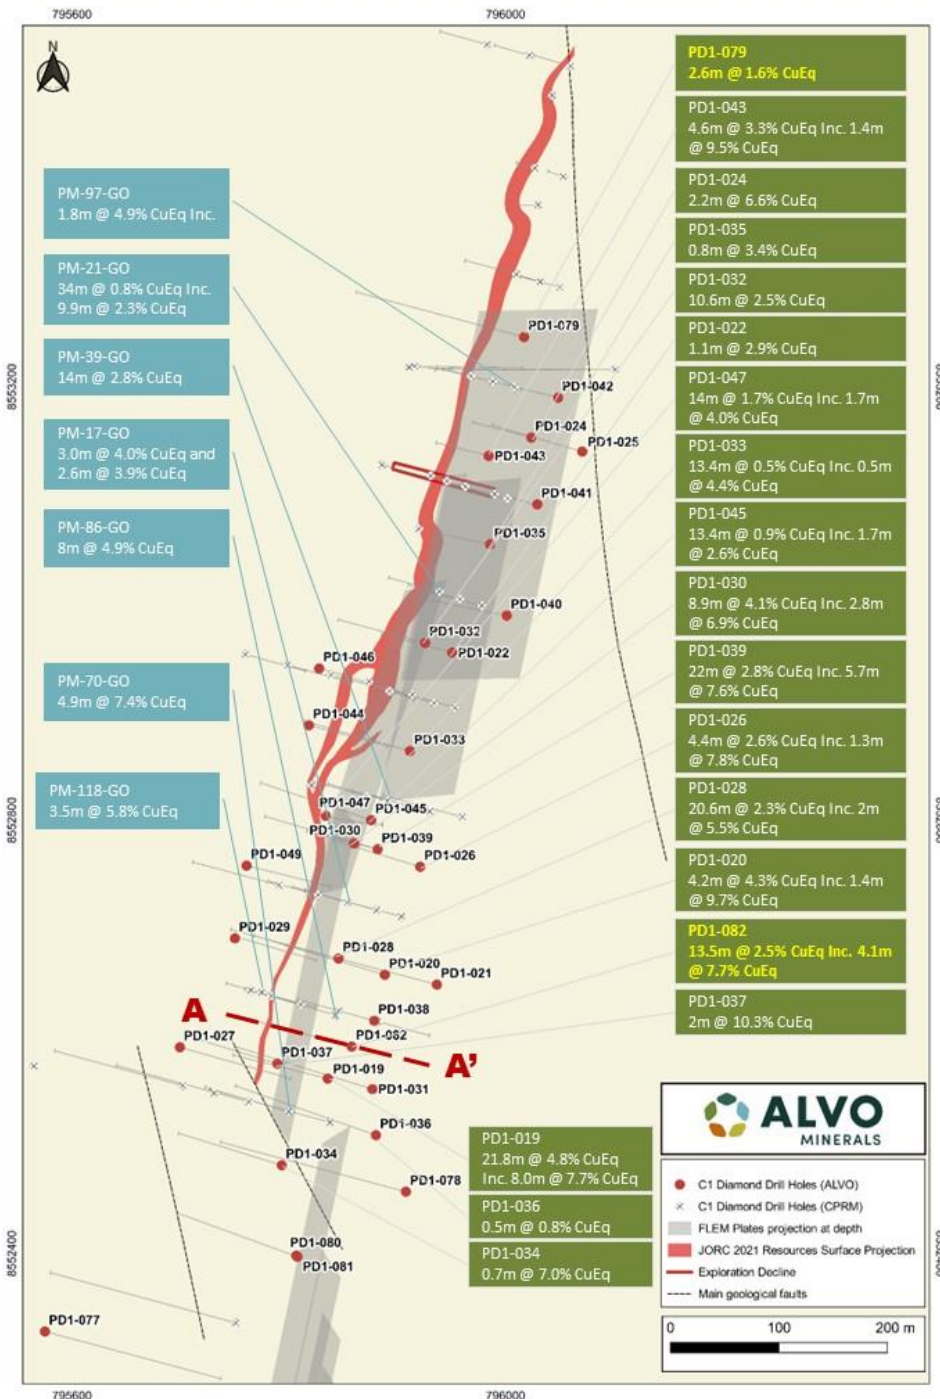 795600
796000
N
PD1-079
2.6m @ 1.6% CuEq
PD1-043
4.6m @ 3.3% CuEq Inc. 1.4m
@ 9.5% CuEq
PD1-024
2.2m @ 6.6% CuEq
PD1-035
0.8m @ 3.4% CuEq
PD1-032
10.6m @ 2.5% CuEq
PD1-022
1.1m @ 2.9% CuEq
PD1-047
14m @ 1.7% CuEq Inc. 1.7m
@ 4.0% CuEq
PD1-033
13.4m @ 0.5% CuEq Inc. 0.5m
@ 4.4% CuEq
PD1-045
13.4m @ 0.9% CuEq Inc. 1.7m
@ 2.6% CuEq
PD1-030
8.9m @ 4.1% CuEq Inc. 2.8m
@ 6.9% CuEq
PD1-039
22m @ 2.8% CuEq Inc. 5.7m
@ 7.6% CuEq
PD1-026
4.4m @ 2.6% CuEq Inc. 1.3m
@ 7.8% CuEq
PD1-028
20.6m @ 2.3% CuEq Inc. 2m
@ 5.5% CuEq
PD1-020
4.2m @ 4.3% CuEq Inc. 1.4m
@ 9.7% CuEq
PD1-082
13.5m @ 2.5% CuEq Inc. 4.1m
@ 7.7% CuEq
PD1-037
2m @ 10.3% CuEq
PM-97-GO
1.8m @ 4.9% CuEq Inc.
PM-21-GO
34m @ 0.8% CuEq Inc.
9.9m @ 2.3% CuEq
PM-39-GO
14m @ 2.8% CuEq
PM-17-GO
3.0m @ 4.0% CuEq and
2.6m @ 3.9% CuEq
PM-86-GO
8m @ 4.9% CuEq
PM-70-GO
4.9m @ 7.4% CuEq
PM-118-GO
3.5m @ 5.8% CuEq
8553200
8553200
8552800
8552800
8552400
8552400
PD1-079
PD1-042
PD1-024
PD1-025
PD1-043
PD1-041
PD1-035
PD1-040
PD1-032
PD1-022
PD1-046
PD1-044
PD1-033
PD1-047
PD1-045
PD1-030
PD1-039
PD1-026
PD1-049
PD1-029
PD1-028
PD1-020
PD1-021
PD1-038
A
PD1-082
PD1-027
PD1-037
A'
PD1-019
PD1-031
PD1-036
PD1-034
PD1-078
PD1-080
PD1-081
PD1-077
PD1-019
21.8m @ 4.8% CuEq
Inc. 8.0m @ 7.7% CuEq
PD1-036
0.5m @ 0.8% CuEq
PD1-034
0.7m @ 7.0% CuEq
ALVO
MINERALS
C1 Diamond Drill Holes (ALVO)
C1 Diamond Drill Holes (CPRM)
FLEM Plates projection at depth
JORC 2021 Resources Surface Projection
Exploration Decline
Main geological faults
0 100 200 m
795600
796000